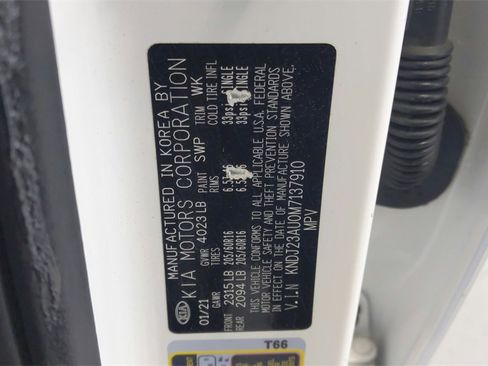 MANUFACTURED IN KOREA BY
KIA KIA MOTORS CORPORATION
01/21 GVWR 4023 LB PAINT SWP TRIM WK
TIRES RIMS COLD TIRE INFL
FRONT 2315 LB 205/60R16 33psi SINGLE
REAR 2094 LB 205/60R16 33psi SINGLE
THIS VEHICLE CONFORMS TO ALL APPLICABLE U.S.A. FEDERAL
MOTOR VEHICLE SAFETY AND THEFT PREVENTION STANDARDS
IN EFFECT ON THE DATE OF MANUFACTURE SHOWN ABOVE.
V.I.N KNDJ23AU0M7137910
MPV
T66